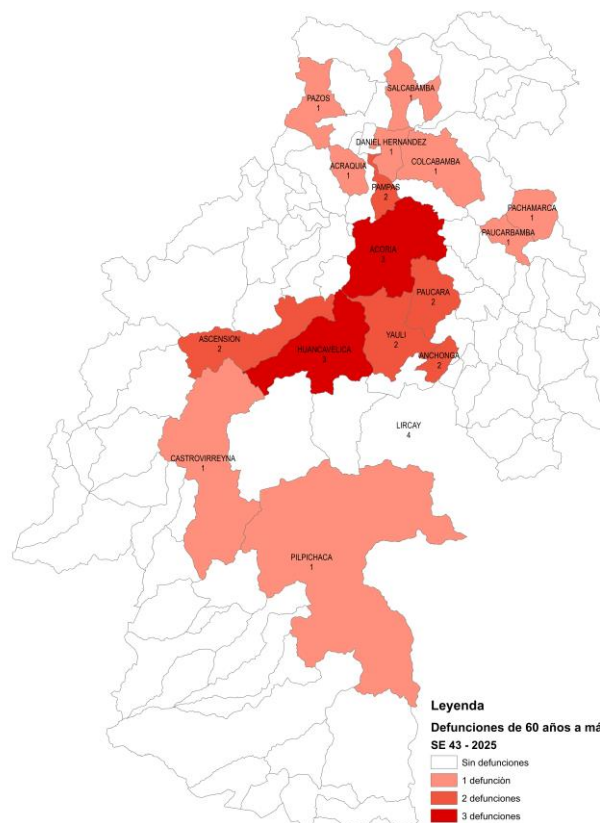 SALCABAMBA
1
PAZOS
1
DANIEL HERNANDEZ
1
COLCABAMBA
1
ACRAQUIA
1
PAMPAS
2
PACHAMARCA
1
PAUCARBAMBA
1
ACORIA
3
PAUCARA
2
ASCENSION
2
YAULI
2
HUANCAVELICA
3
ANCHONGA
2
LIRCAY
4
CASTROVIRREYNA
1
PILPICHACA
1
Leyenda
Defunciones de 60 años a má
SE 43 - 2025
Sin defunciones
1 defunción
2 defunciones
3 defunciones